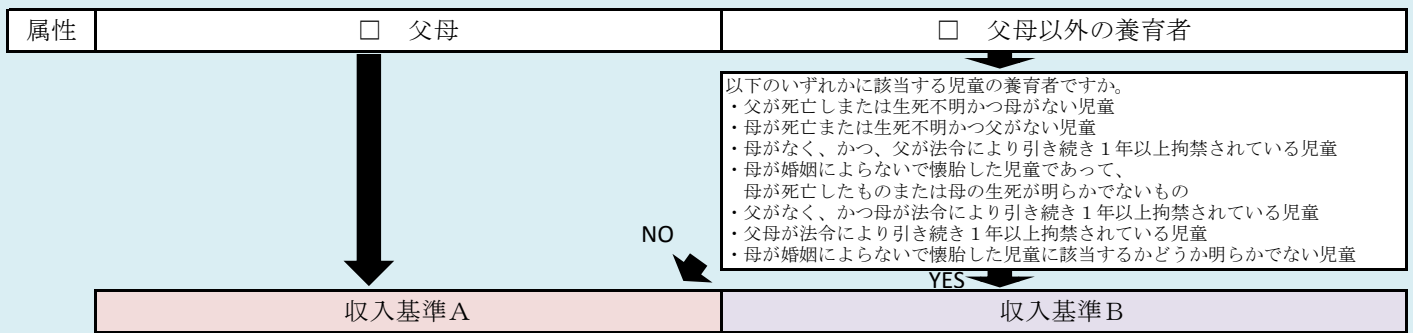 属性
□ 父母
□ 父母以外の養育者
以下のいずれかに該当する児童の養育者ですか。
・父が死亡しまたは生死不明かつ母がない児童
・母が死亡または生死不明かつ父がない児童
・母がなく、かつ、父が法令により引き続き１年以上拘禁されている児童
・母が婚姻によらないで懐胎した児童であって、
母が死亡したものまたは母の生死が明らかでないもの
・父がなく、かつ母が法令により引き続き１年以上拘禁されている児童
・父母が法令により引き続き１年以上拘禁されている児童
・母が婚姻によらないで懐胎した児童に該当するかどうか明らかでない児童
NO
YES
収入基準Ａ
収入基準Ｂ